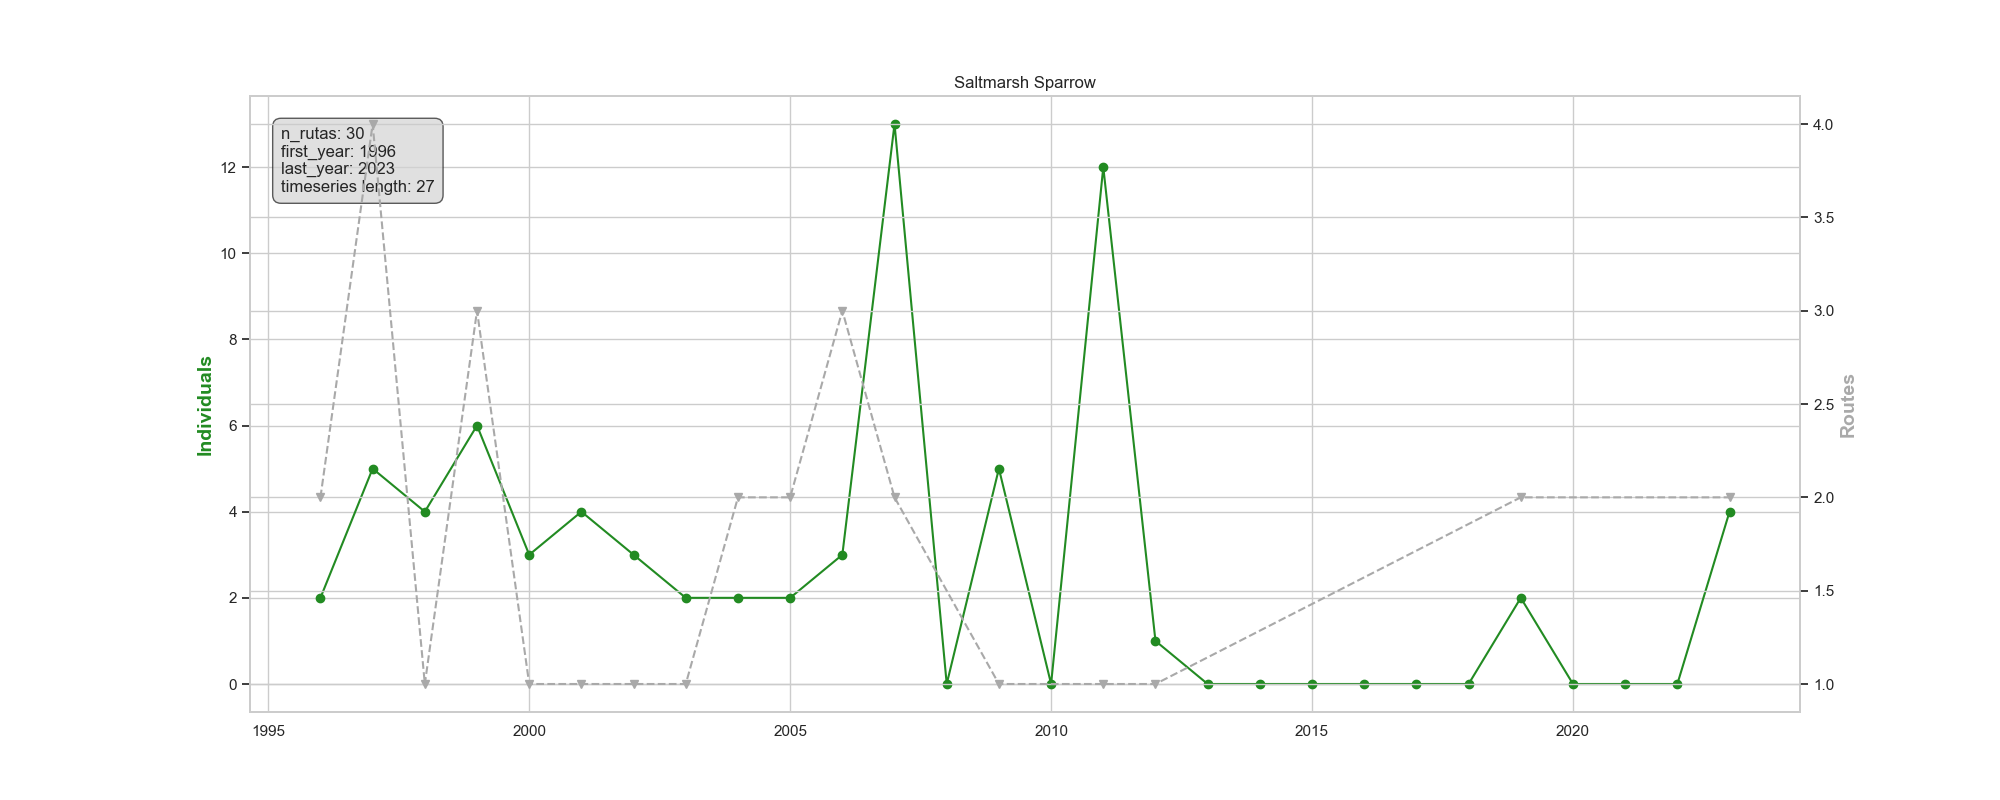 Saltmarsh Sparrow
n_rutas: 30
first_year: 1996
last_year: 2023
timeseries length: 27
Individuals
12
10
8
6
4
2
0
Routes
4.0
3.5
3.0
2.5
2.0
1.5
1.0
1995 2000 2005 2010 2015 2020